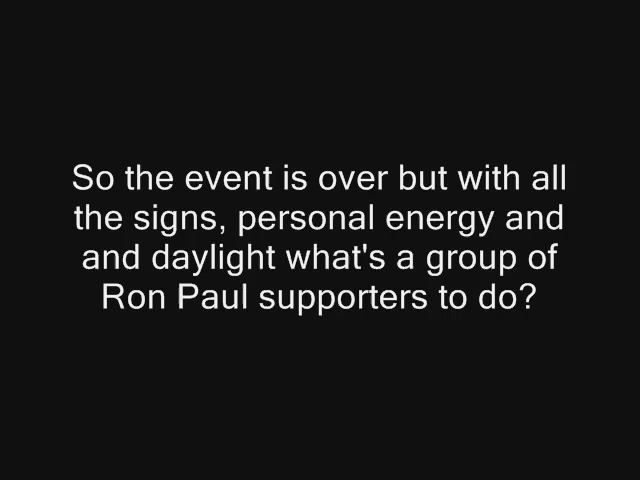 So the event is over but with all
the signs, personal energy and
and daylight what's a group of
Ron Paul supporters to do?